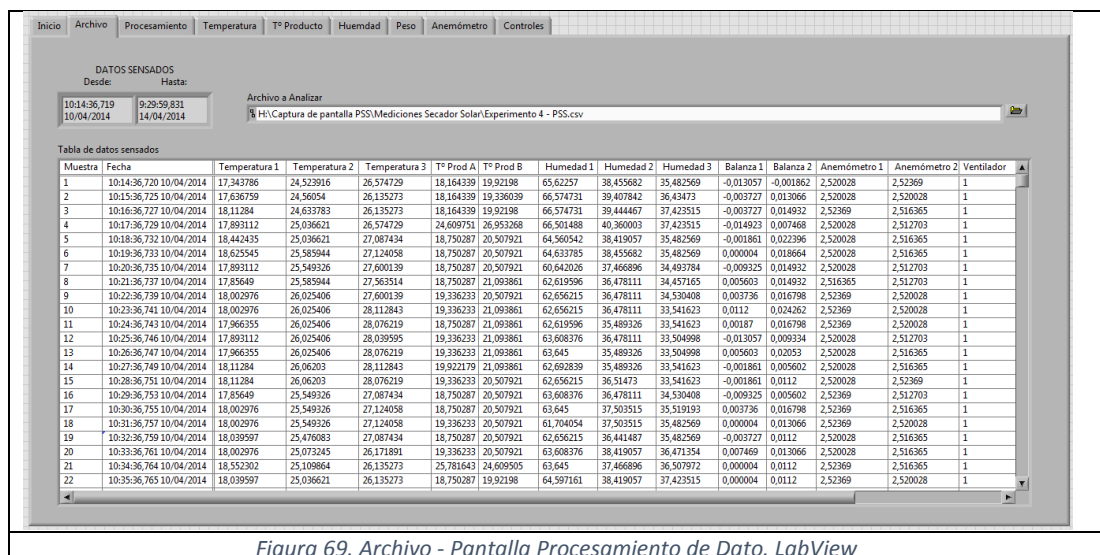 Inicio Archivo Procesamiento Temperatura Tº Producto Huemdad Peso Anemómetro Controles
DATOS SENSADOS
Desde: Hasta:
10:14:36,719 9:29:59,831
10/04/2014 14/04/2014
Archivo a Analizar
H:\Captura de pantalla PSS\Mediciones Secador Solar\Experimento 4 - PSS.csv
Tabla de datos sensados
Muestra Fecha Temperatura 1 Temperatura 2 Temperatura 3 Tº Prod A Tº Prod B Humedad 1 Humedad 2 Humedad 3 Balanza 1 Balanza 2 Anemómetro 1 Anemómetro 2 Ventilador
1 10:14:36,720 10/04/2014 17,343786 24,523916 26,574729 18,164339 19,92198 65,62257 38,455682 35,482569 -0,013057 -0,001862 2,520028 2,52369 1
2 10:15:36,725 10/04/2014 17,636759 24,56054 26,135273 18,164339 19,336039 66,574731 39,407842 36,43473 -0,003727 0,013066 2,520028 2,520028 1
3 10:16:36,727 10/04/2014 18,11284 24,633783 26,135273 18,164339 19,92198 66,574731 39,444467 37,423515 -0,003727 0,014932 2,52369 2,516365 1
4 10:17:36,729 10/04/2014 17,893112 25,036621 26,574729 24,609751 26,953268 66,501488 40,360003 37,423515 -0,014923 0,007468 2,520028 2,512703 1
5 10:18:36,732 10/04/2014 18,442435 25,036621 27,087434 18,750287 20,507921 64,560542 38,419057 35,482569 -0,001861 0,022396 2,520028 2,516365 1
6 10:19:36,733 10/04/2014 18,625545 25,585944 27,124058 18,750287 20,507921 64,633785 38,455682 35,482569 0,000004 0,018664 2,52369 2,516365 1
7 10:20:36,735 10/04/2014 17,893112 25,549326 27,600139 18,750287 20,507921 60,642026 37,466896 34,493784 -0,009325 0,014932 2,520028 2,512703 1
8 10:21:36,737 10/04/2014 17,85649 25,585944 27,563514 18,750287 21,093861 62,619596 36,478111 34,457165 0,005603 0,014932 2,516365 2,512703 1
9 10:22:36,739 10/04/2014 18,002976 26,025406 27,600139 19,336233 20,507921 62,656215 36,478111 34,530408 0,003736 0,016798 2,52369 2,520028 1
10 10:23:36,741 10/04/2014 18,002976 26,025406 28,112843 19,336233 21,093861 62,656215 36,478111 33,541623 0,0112 0,024262 2,52369 2,520028 1
11 10:24:36,743 10/04/2014 17,966355 26,025406 28,076219 18,750287 21,093861 62,619596 35,489326 33,541623 0,00187 0,016798 2,52369 2,520028 1
12 10:25:36,746 10/04/2014 17,893112 26,025406 28,039595 19,336233 21,093861 63,608376 36,478111 33,504998 -0,013057 0,009334 2,520028 2,520028 1
13 10:26:36,747 10/04/2014 17,966355 26,025406 28,076219 19,336233 21,093861 63,645 35,489326 33,504998 0,005603 0,02053 2,520028 2,516365 1
14 10:27:36,749 10/04/2014 18,11284 26,06203 28,112843 19,922179 21,093861 62,692839 35,489326 33,541623 -0,001861 0,005602 2,520028 2,516365 1
15 10:28:36,751 10/04/2014 18,11284 26,06203 28,076219 19,336233 20,507921 62,656215 36,51473 33,541623 -0,001861 0,0112 2,520028 2,52369 1
16 10:29:36,753 10/04/2014 17,85649 25,549326 27,087434 18,750287 20,507921 63,608376 36,478111 34,530408 -0,009325 0,005602 2,520028 2,516365 1
17 10:30:36,755 10/04/2014 18,002976 25,549326 27,124058 18,750287 20,507921 63,645 37,503515 35,519193 0,003736 0,016798 2,52369 2,516365 1
18 10:31:36,757 10/04/2014 18,002976 25,549326 27,124058 19,336233 20,507921 61,704054 37,503515 35,482569 0,000004 0,013066 2,52369 2,520028 1
19 10:32:36,759 10/04/2014 18,039597 25,476083 27,087434 18,750287 20,507921 62,656215 36,441487 35,482569 -0,003727 0,0112 2,520028 2,516365 1
20 10:33:36,761 10/04/2014 18,002976 25,073245 26,171891 19,336233 20,507921 63,608376 38,419057 36,471354 0,007469 0,013066 2,520028 2,516365 1
21 10:34:36,764 10/04/2014 18,552302 25,109864 26,135273 25,781643 24,609505 63,645 37,466896 36,507972 0,000004 0,0112 2,52369 2,516365 1
22 10:35:36,765 10/04/2014 18,039597 25,036621 26,135273 18,750287 19,92198 64,597161 38,419057 37,423515 0,000004 0,0112 2,52369 2,520028 1
Figura 69. Archivo - Pantalla Procesamiento de Dato. LabView